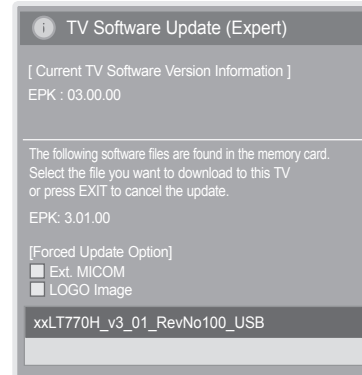 TV Software Update (Expert)
[ Current TV Software Version Information ]
EPK : 03.00.00
The following software files are found in the memory card.
Select the file you want to download to this TV
or press EXIT to cancel the update.
EPK: 3.01.00
[Forced Update Option]
Ext. MICOM
LOGO Image
xxLT770H_v3_01_RevNo100_USB